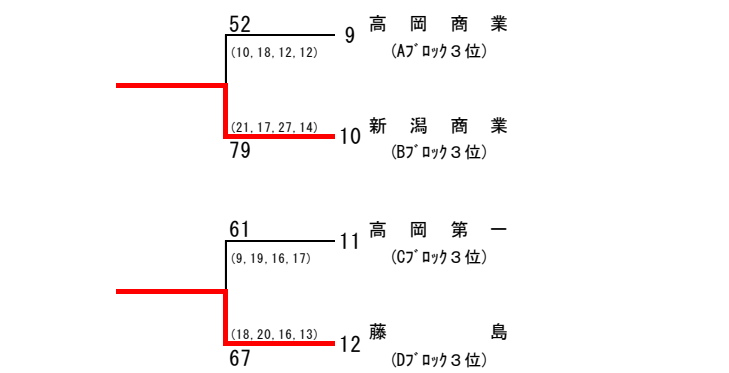 52
9 高岡商業
(10,18,12,12) (Aﾌﾞﾛｯｸ３位)
(21,17,27,14) 10 新潟商業
79 (Bﾌﾞﾛｯｸ３位)
61
11 高岡第一
(9,19,16,17) (Cﾌﾞﾛｯｸ３位)
(18,20,16,13) 12 藤島
67 (Dﾌﾞﾛｯｸ３位)